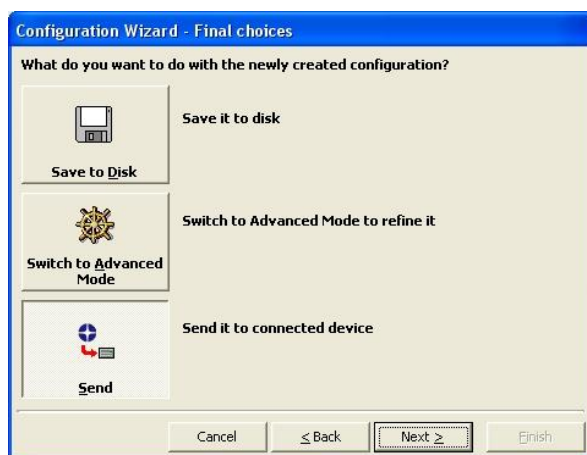 Configuration Wizard - Final choices
What do you want to do with the newly created configuration?
Save it to disk
Save to Disk
Switch to Advanced Mode to refine it
Switch to Advanced
Mode
Send it to connected device
Send
Cancel
< Back
Next >
Finish